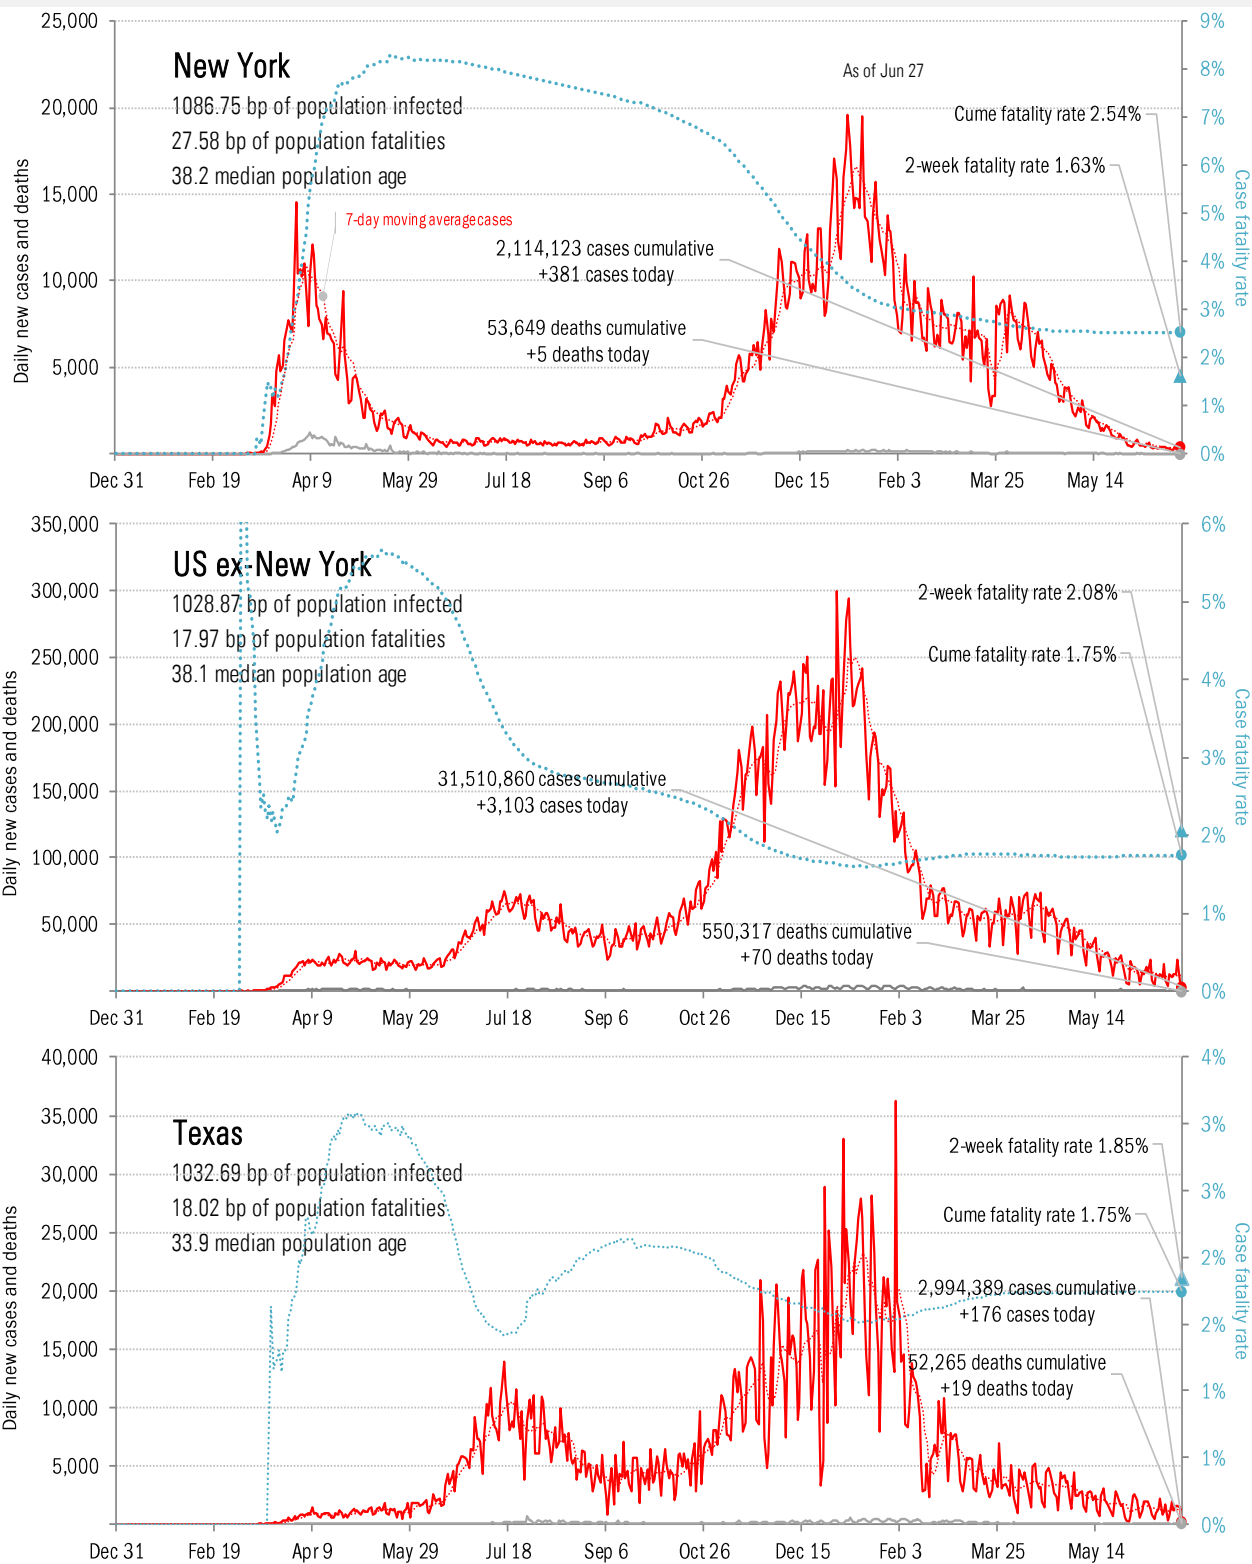 25,000
9%
New York
As of Jun 27
8%
1086.75 bp of population infected
20,000
Cume fatality rate 2.54%
7%
27.58 bp of population fatalities
2-week fatality rate 1.63%
6%
38.2 median population age
15,000
7-day moving average cases
5%
2,114,123 cases cumulative
+381 cases today
4%
10,000
3%
53,649 deaths cumulative
+5 deaths today
2%
5,000
1%
0%
Daily new cases and deaths
Case fatality rate
Dec 31 Feb 19 Apr 9 May 29 Jul 18 Sep 6 Oct 26 Dec 15 Feb 3 Mar 25 May 14
350,000
6%
US ex-New York
300,000
2-week fatality rate 2.08%
1028.87 bp of population infected
5%
17.97 bp of population fatalities
250,000
Cume fatality rate 1.75%
38.1 median population age
4%
200,000
3%
31,510,860 cases cumulative
+3,103 cases today
150,000
2%
100,000
550,317 deaths cumulative
+70 deaths today
1%
50,000
0%
Daily new cases and deaths
Case fatality rate
Dec 31 Feb 19 Apr 9 May 29 Jul 18 Sep 6 Oct 26 Dec 15 Feb 3 Mar 25 May 14
40,000
4%
35,000
3%
Texas
2-week fatality rate 1.85%
1032.69 bp of population infected
30,000
3%
18.02 bp of population fatalities
Cume fatality rate 1.75%
25,000
33.9 median population age
2%
20,000
2,994,389 cases cumulative
+176 cases today
2%
15,000
52,265 deaths cumulative
+19 deaths today
1%
10,000
5,000
1%
0%
Daily new cases and deaths
Case fatality rate
Dec 31 Feb 19 Apr 9 May 29 Jul 18 Sep 6 Oct 26 Dec 15 Feb 3 Mar 25 May 14